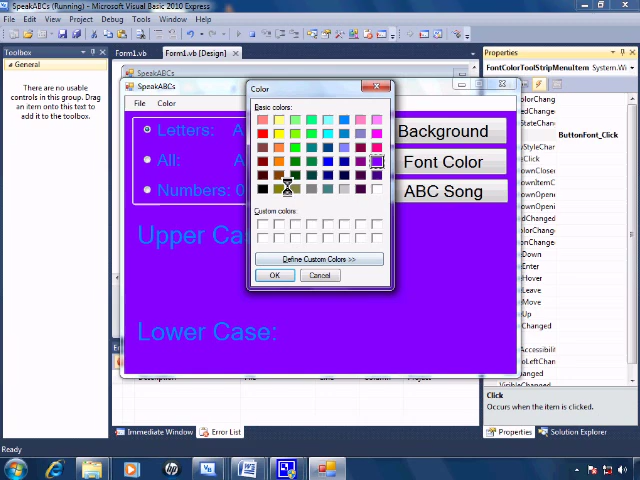 SpeakABCs (Running) - Microsoft Visual Basic 2010 Express
File Edit View Project Debug Tools Window Help
Toolbox
General
There are no usable
controls in this group. Drag
an item onto this text to
add it to the toolbox.
Form1.vb Form1.vb [Design]
SpeakABCs
SpeakABCs
File Color
Letters: A
All: A
Numbers: 0
Background
Font Color
ABC Song
Upper Ca
Lower Case:
Color
Basic colors:
Custom colors:
Define Custom Colors >>
OK Cancel
Properties
FontColorToolStripMenuItem System.Wi
ButtonFont_Click
Click
Occurs when the item is clicked.
Properties Solution Explorer
Immediate Window Error List
Ready